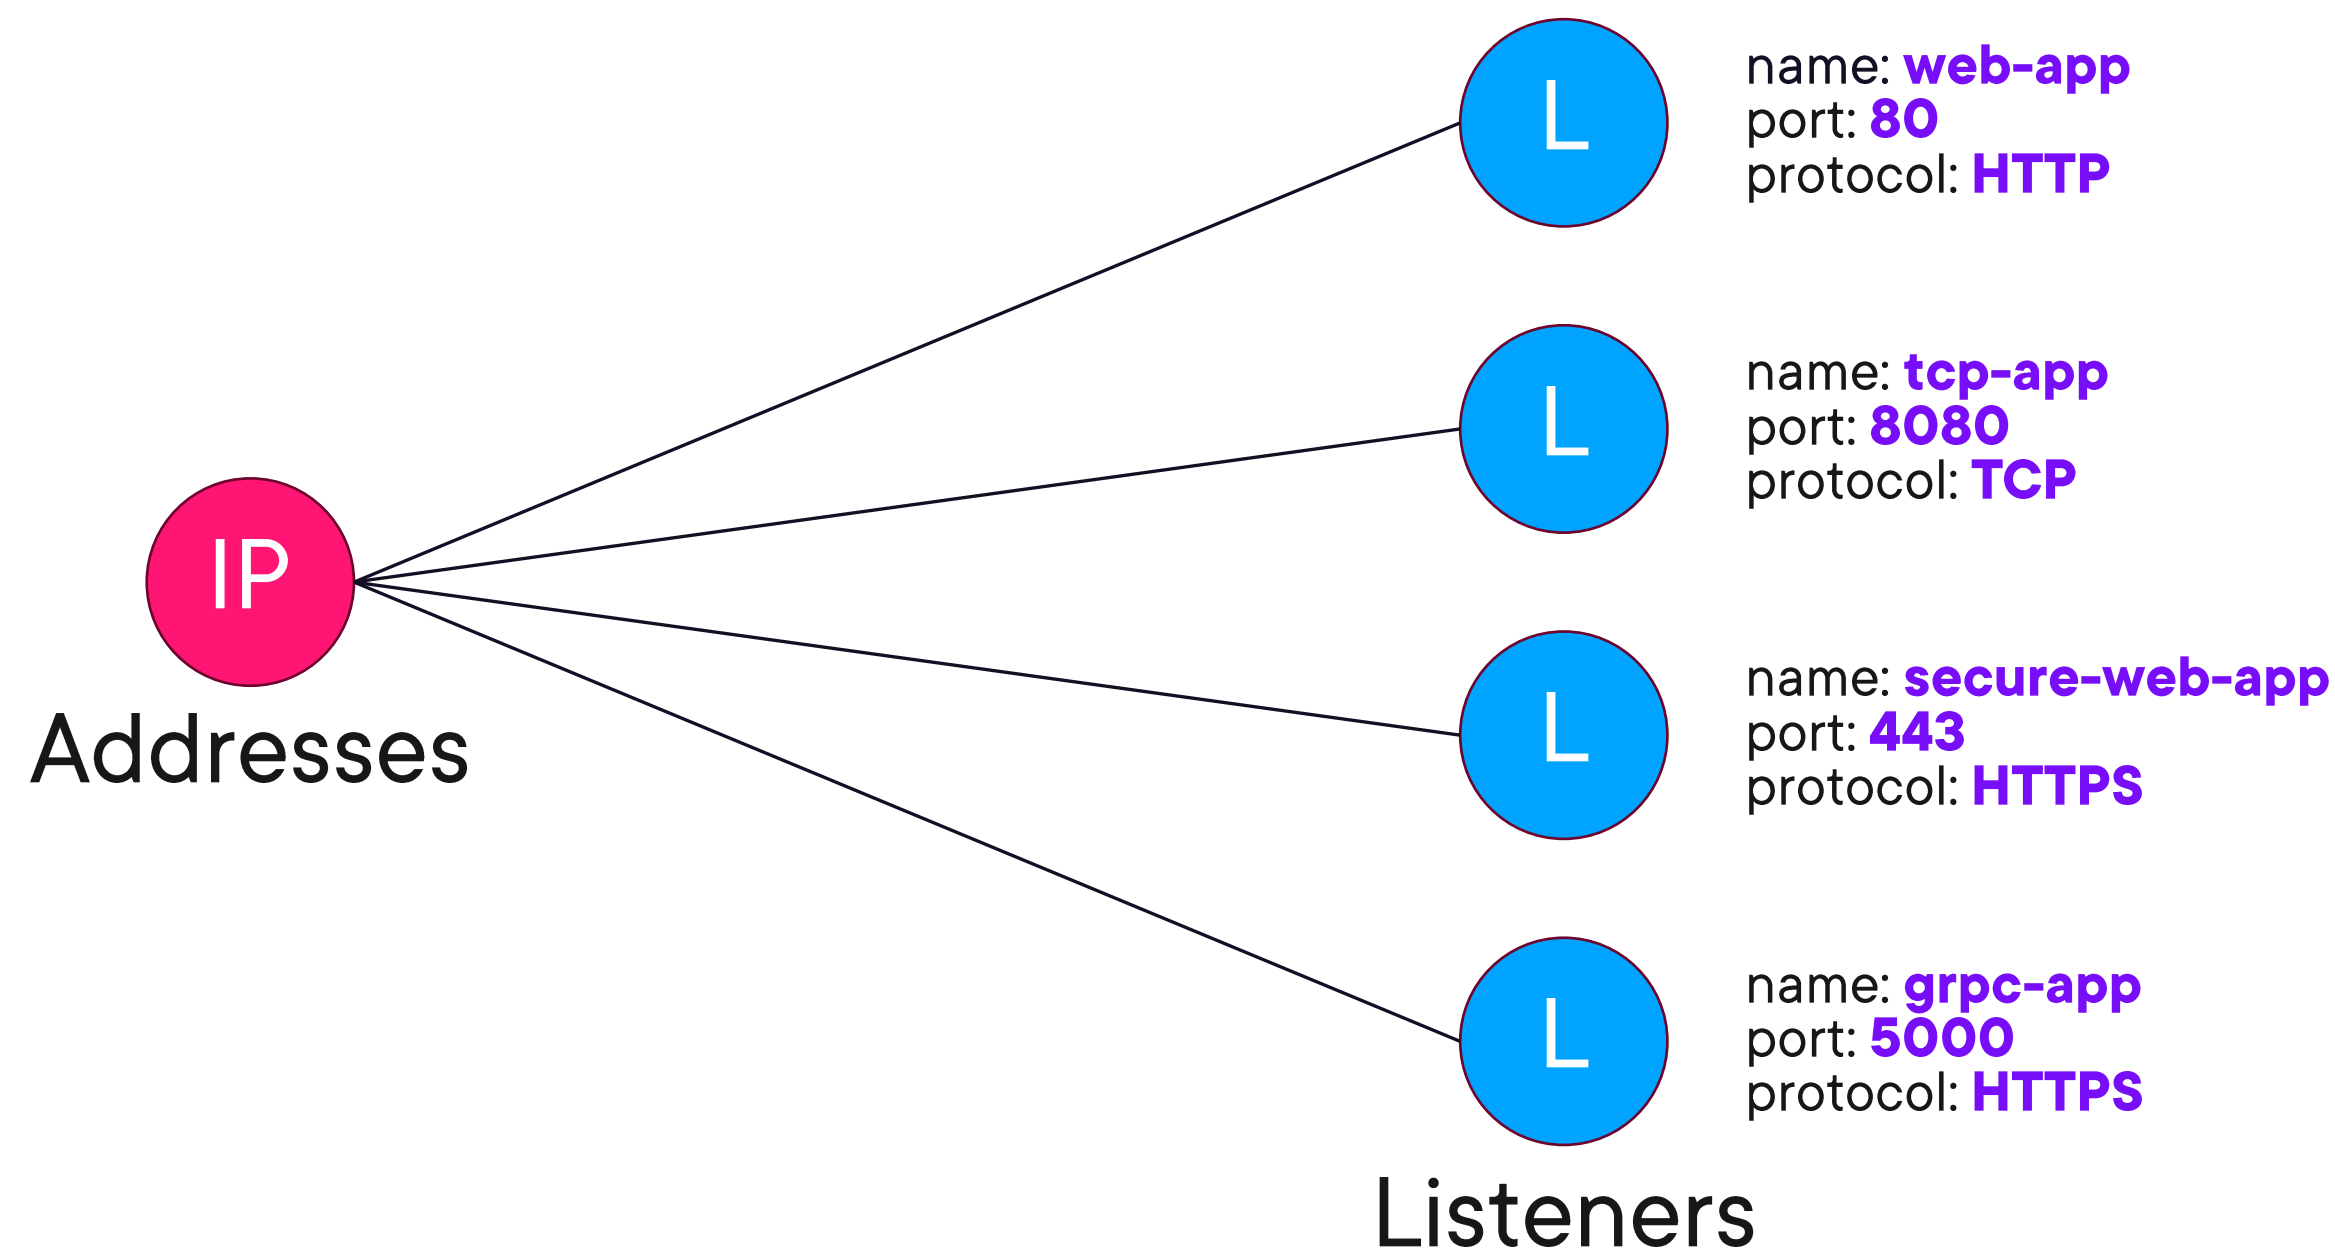 IP
Addresses
L
name: web-app
port: 80
protocol: HTTP
L
name: tcp-app
port: 8080
protocol: TCP
L
name: secure-web-app
port: 443
protocol: HTTPS
L
name: grpc-app
port: 5000
protocol: HTTPS
Listeners